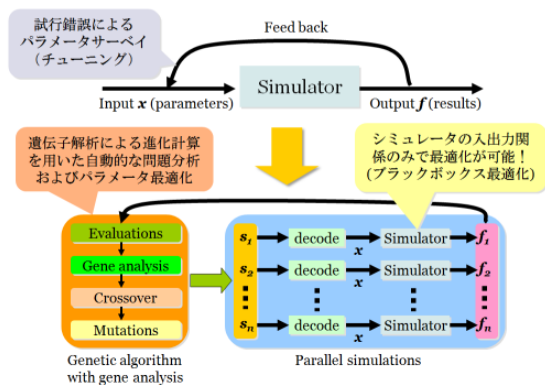 試行錯誤による
パラメータサーベイ
(チューニング)
Feed back
Simulator
Input x (parameters)
Output f (results)
遺伝子解析による進化計算
を用いた自動的な問題分析
およびパラメータ最適化
シミュレータの入出力関
係のみで最適化が可能！
(ブラックボックス最適化)
Evaluations
Gene analysis
Crossover
Mutations
s1 decode x Simulator f1
s2 decode x Simulator f2
sn decode x Simulator fn
Genetic algorithm
with gene analysis
Parallel simulations